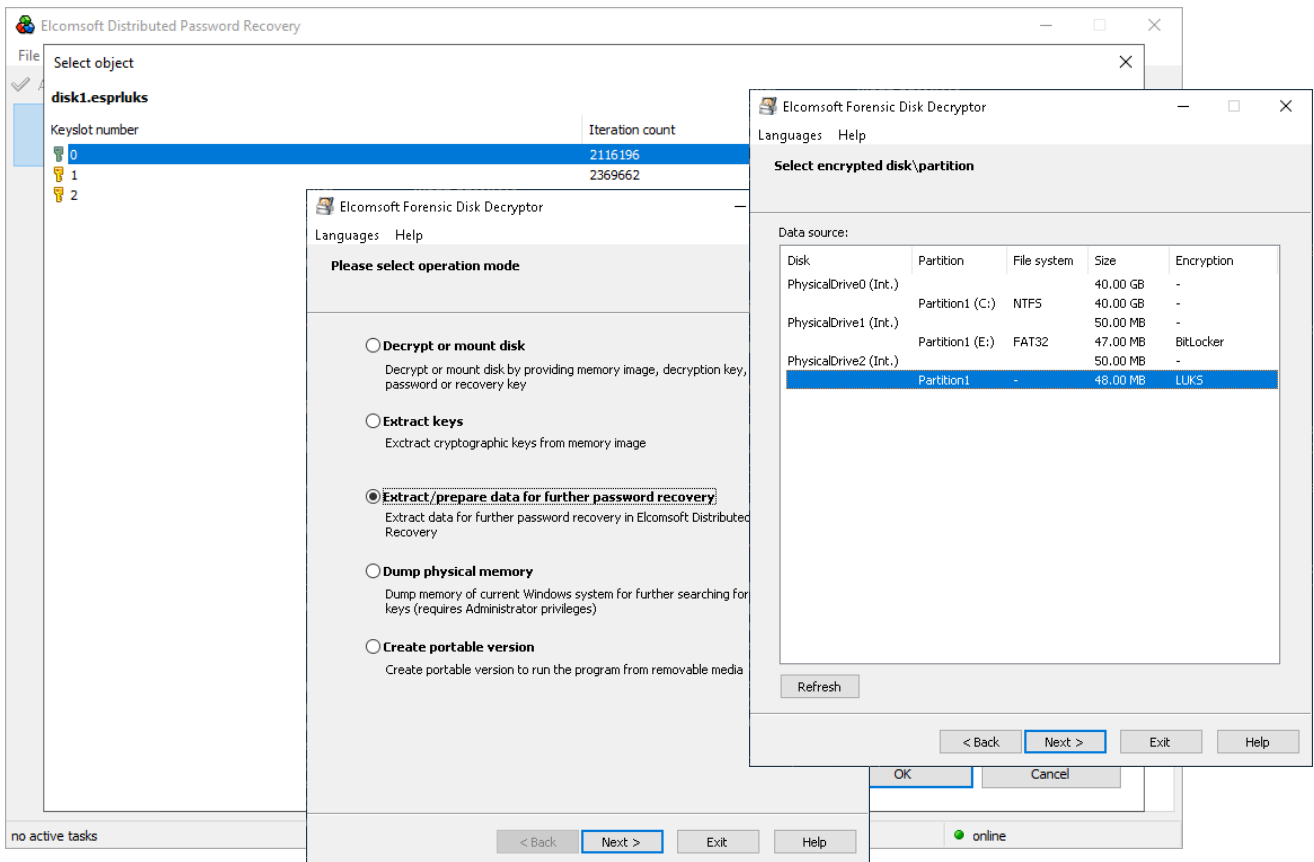 Elcomsoft Distributed Password Recovery
File
Select object
disk1.esprluks
Keyslot number Iteration count
0 2116196
1 2369662
2
Elcomsoft Forensic Disk Decryptor
Languages Help
Please select operation mode
Decrypt or mount disk
Decrypt or mount disk by providing memory image, decryption key,
password or recovery key
Extract keys
Exctract cryptographic keys from memory image
Extract/prepare data for further password recovery
Extract data for further password recovery in Elcomsoft Distributed
Recovery
Dump physical memory
Dump memory of current Windows system for further searching for
keys (requires Administrator privileges)
Create portable version
Create portable version to run the program from removable media
< Back Next > Exit Help
Elcomsoft Forensic Disk Decryptor
Languages Help
Select encrypted disk\partition
Data source:
Disk Partition File system Size Encryption
PhysicalDrive0 (Int.) 40.00 GB -
Partition1 (C:) NTFS 40.00 GB -
PhysicalDrive1 (Int.) 50.00 MB -
Partition1 (E:) FAT32 47.00 MB BitLocker
PhysicalDrive2 (Int.) 50.00 MB -
Partition1 - 48.00 MB LUKS
Refresh
< Back Next > Exit Help
OK Cancel
no active tasks online